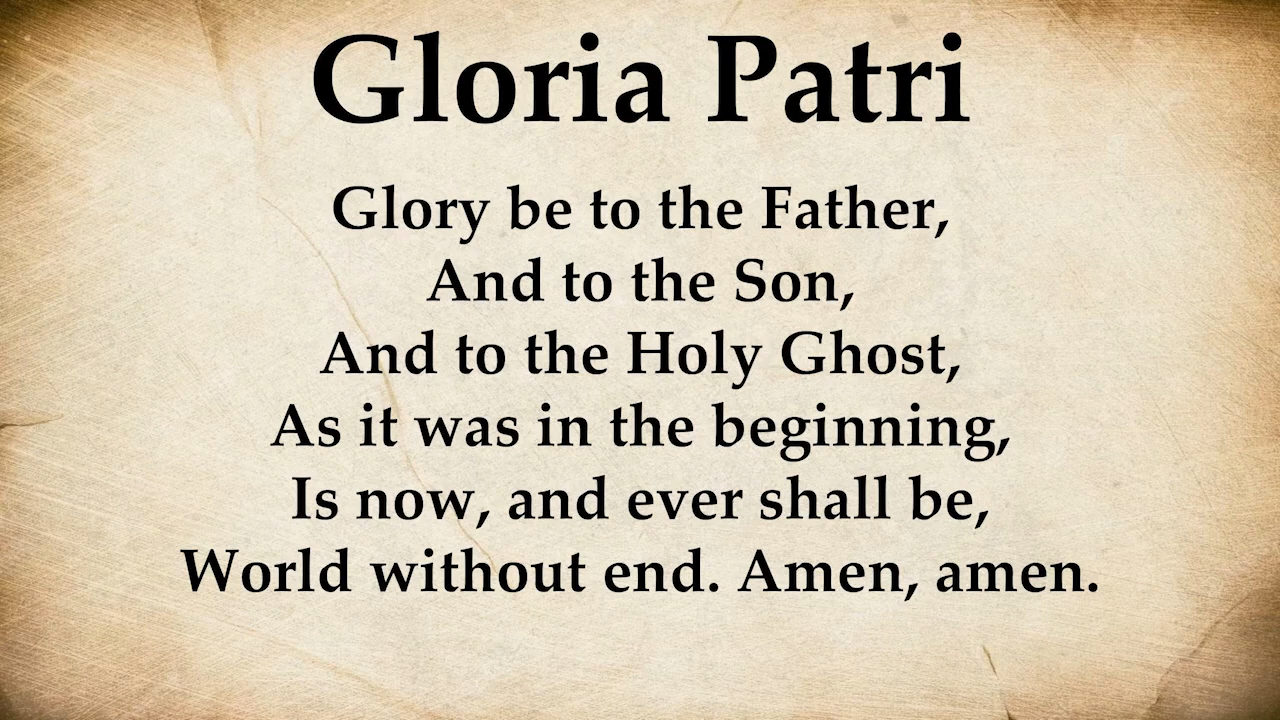 Gloria Patri
Glory be to the Father,
And to the Son,
And to the Holy Ghost,
As it was in the beginning,
Is now, and ever shall be,
World without end. Amen, amen.